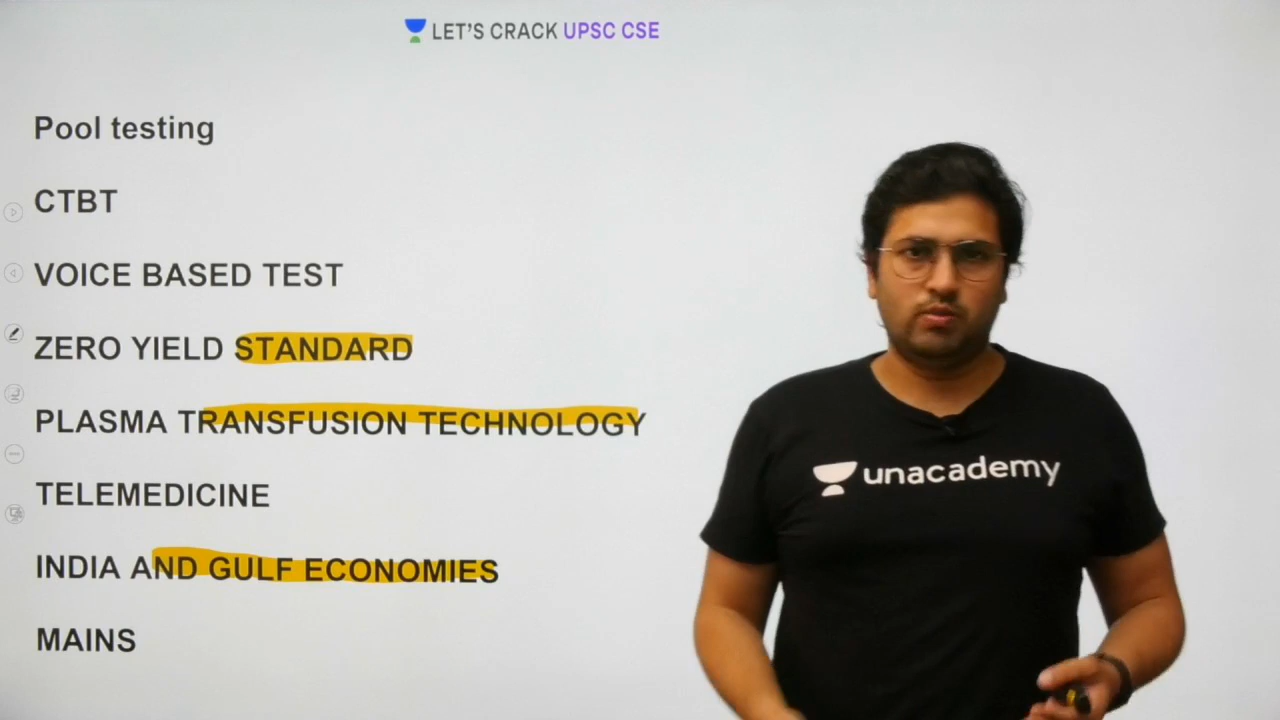 LET'S CRACK UPSC CSE
Pool testing
CTBT
VOICE BASED TEST
ZERO YIELD STANDARD
PLASMA TRANSFUSION TECHNOLOGY
TELEMEDICINE
INDIA AND GULF ECONOMIES
MAINS
unacademy